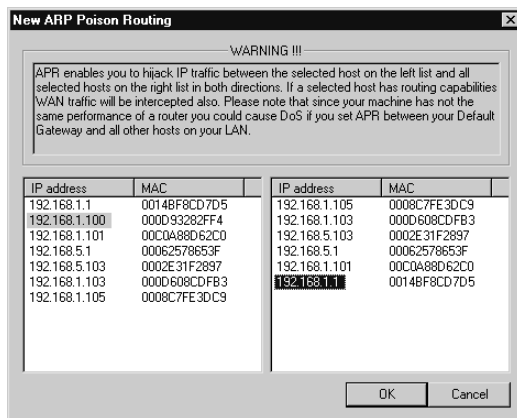 New ARP Poison Routing
WARNING !!!
APR enables you to hijack IP traffic between the selected host on the left list and all
selected hosts on the right list in both directions. If a selected host has routing capabilities
WAN traffic will be intercepted also. Please note that since your machine has not the
same performance of a router you could cause DoS if you set APR between your Default
Gateway and all other hosts on your LAN.
IP address MAC
192.168.1.1 0014BF8CD7D5
192.168.1.100 000D93282FF4
192.168.1.101 00C0A88D62C0
192.168.5.1 00062578653F
192.168.5.103 0002E31F2897
192.168.1.103 000D608CDFB3
192.168.1.105 0008C7FE3DC9
IP address MAC
192.168.1.105 0008C7FE3DC9
192.168.1.103 000D608CDFB3
192.168.5.103 0002E31F2897
192.168.5.1 00062578653F
192.168.1.101 00C0A88D62C0
192.168.1.1 0014BF8CD7D5
OK Cancel